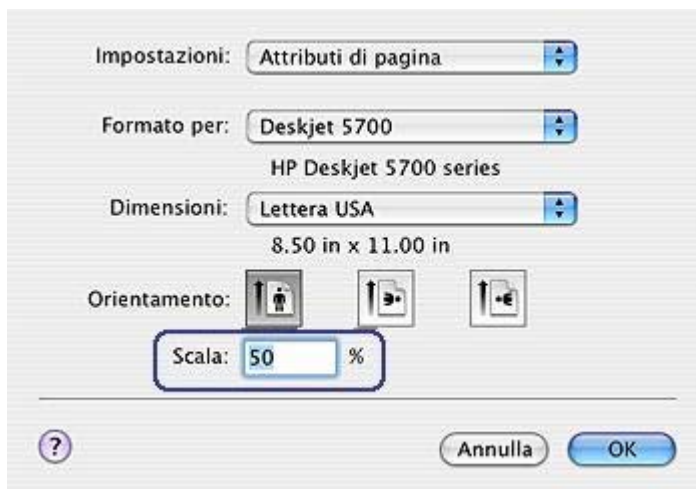 Impostazioni: Attributi di pagina
Formato per: Deskjet 5700
HP Deskjet 5700 series
Dimensioni: Lettera USA
8.50 in x 11.00 in
Orientamento:
Scala: 50 %
? Annulla OK